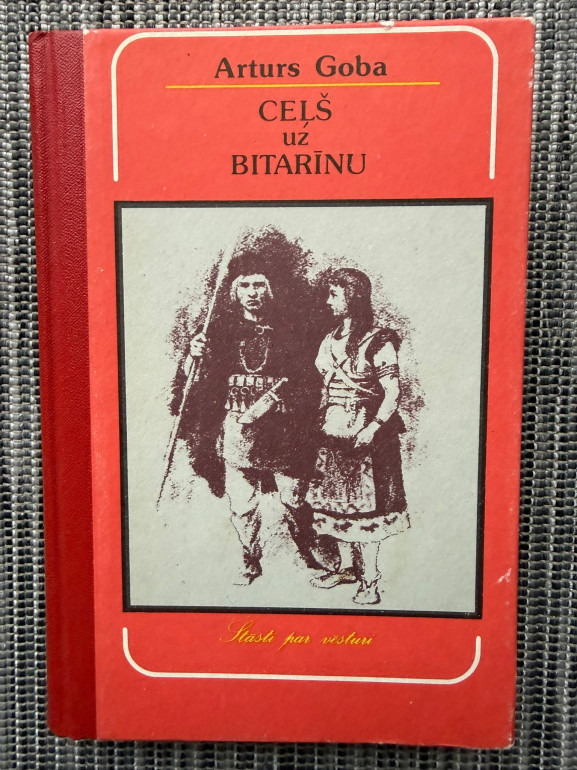 Arturs Goba
CEĻŠ
uz
BITARĪNU
Stāsti par vēsturi